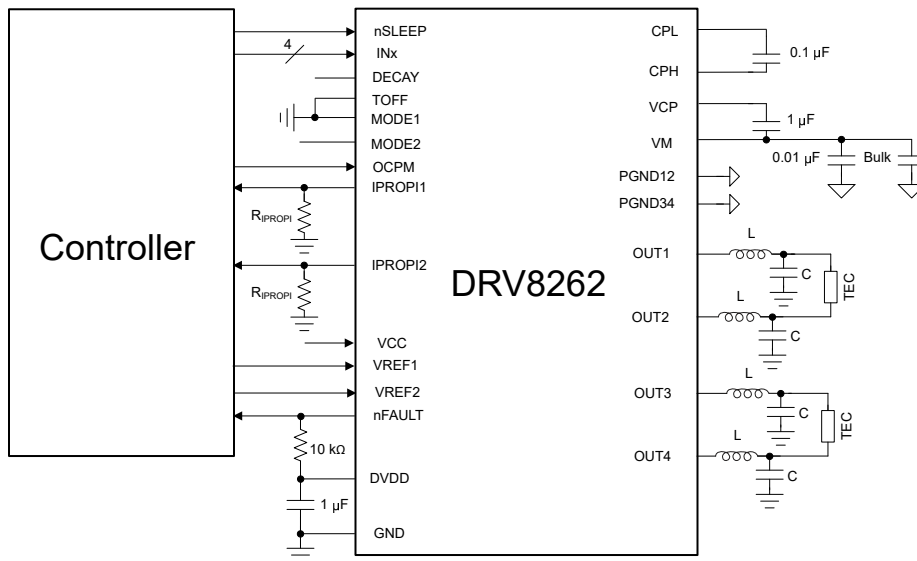 Controller
DRV8262
nSLEEP
4
INx
DECAY
TOFF
MODE1
MODE2
OCPM
IPROPI1
RIPROPI
IPROPI2
RIPROPI
VCC
VREF1
VREF2
nFAULT
10 kΩ
DVDD
1 µF
GND
CPL
0.1 µF
CPH
VCP
1 µF
VM
0.01 µF
Bulk
PGND12
PGND34
OUT1
L
C
TEC
L
OUT2
C
L
OUT3
C
TEC
L
OUT4
C